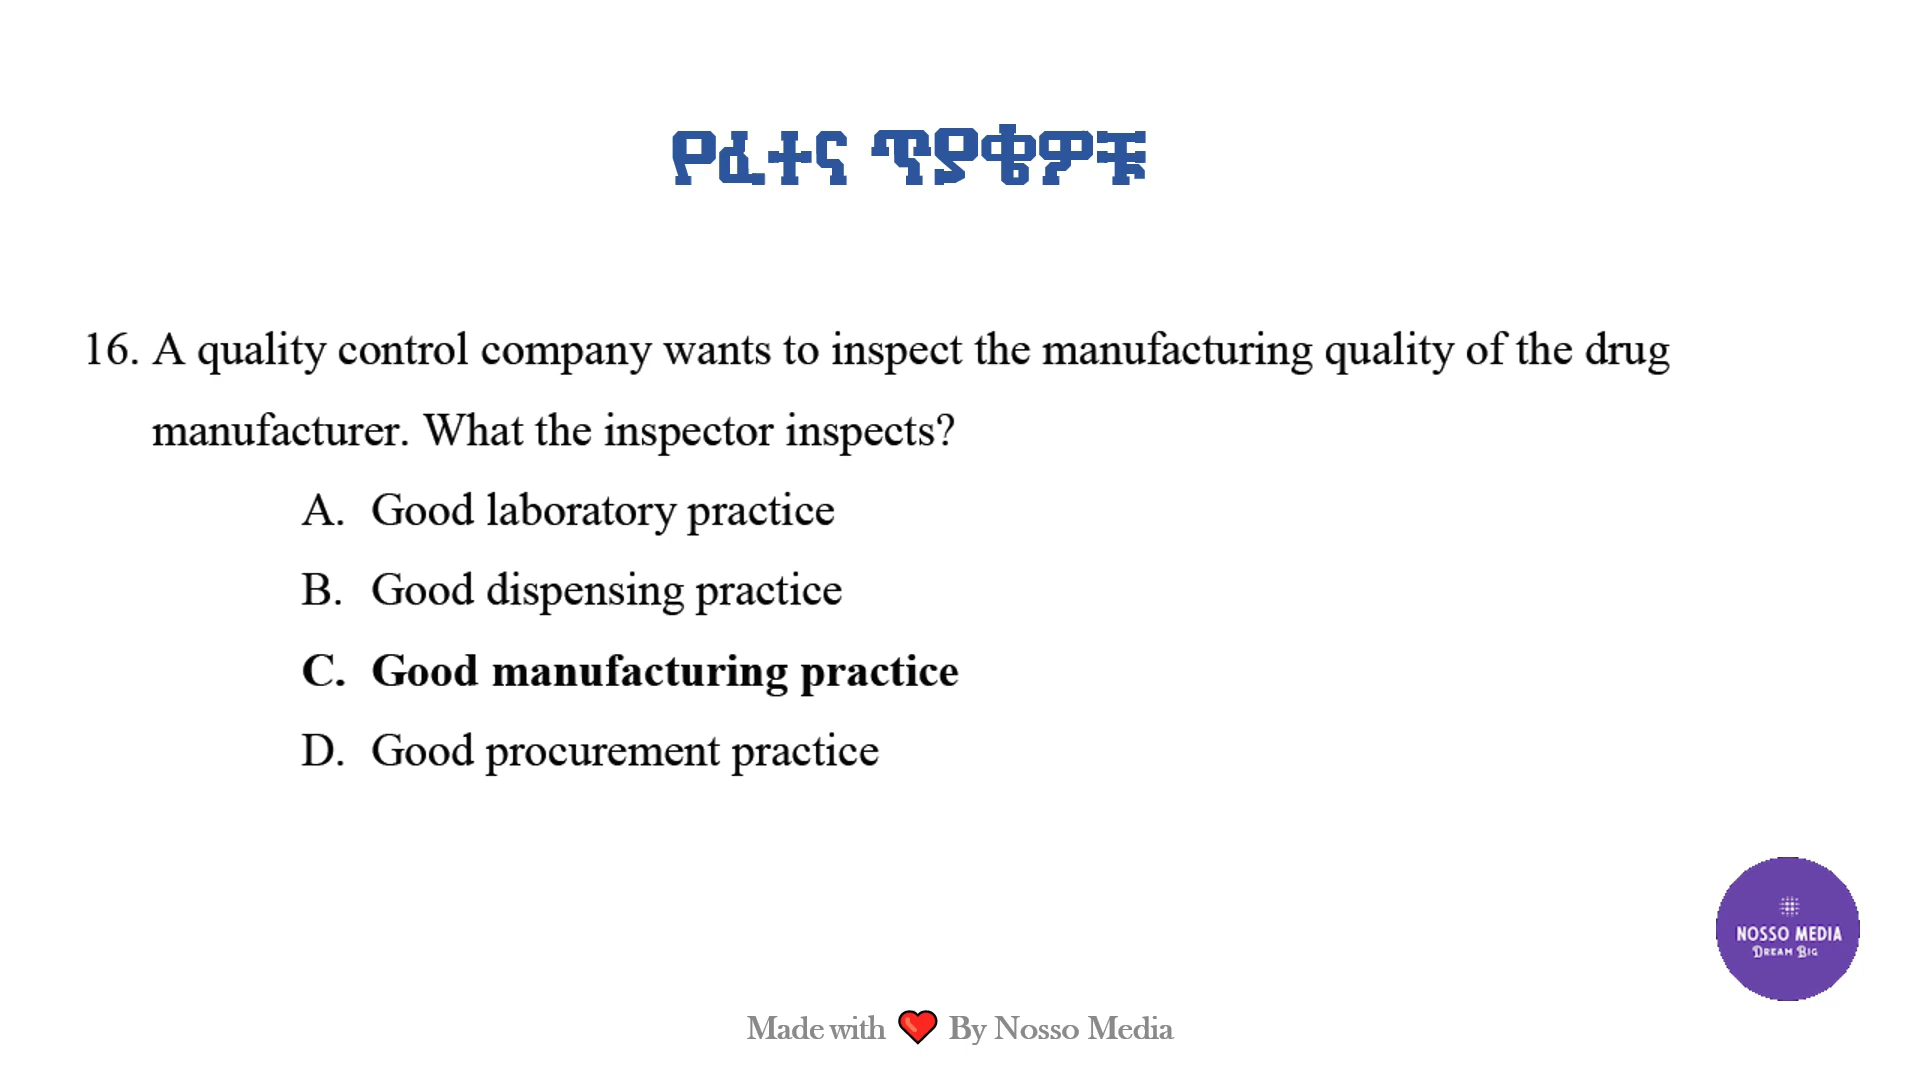 የፈተና ጥያቄዎቹ
16. A quality control company wants to inspect the manufacturing quality of the drug
manufacturer. What the inspector inspects?
A. Good laboratory practice
B. Good dispensing practice
C. Good manufacturing practice
D. Good procurement practice
NOSSO MEDIA
DREAM BIG
Made with ❤️ By Nosso Media